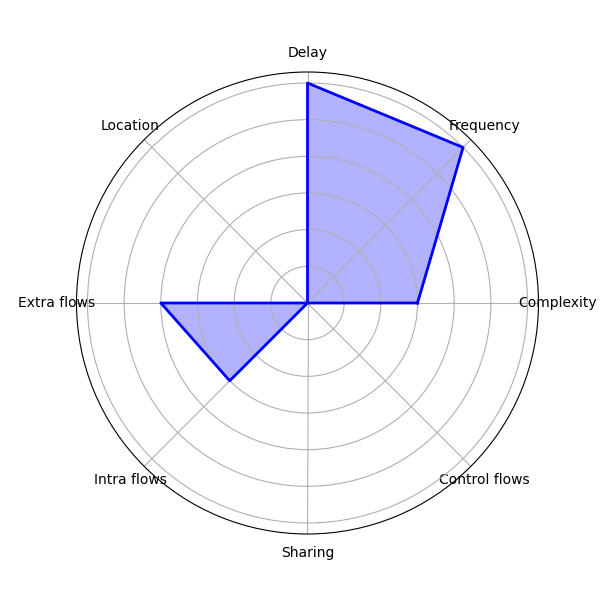 Delay
Location
Frequency
Extra flows
Complexity
Intra flows
Control flows
Sharing